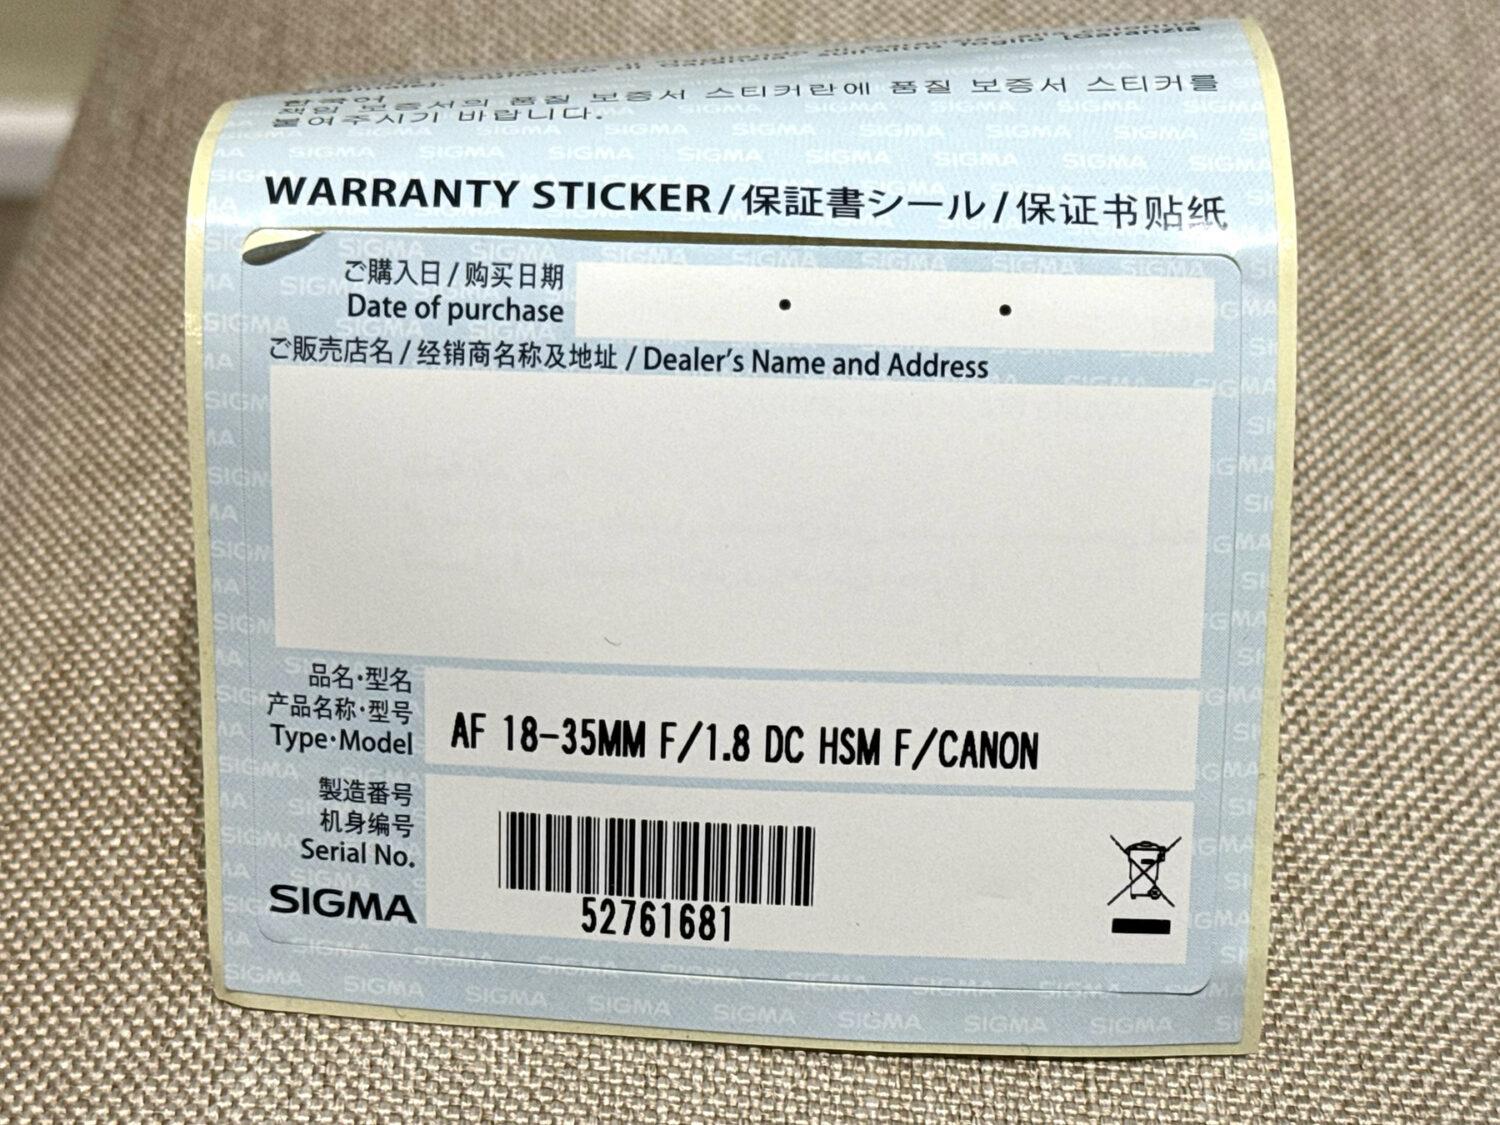 한국어
책의 보증서의 품질 보증서 스티커란에 품질 보증서 스티커를
붙여주시기 바랍니다.
WARRANTY STICKER/保証書シール/保证书贴纸
ご購入日/购买日期
Date of purchase
ご販売店名/经销商名称及地址/Dealer's Name and Address
品名·型名
产品名称·型号
Type·Model
AF 18-35MM F/1.8 DC HSM F/CANON
製造番号
机身编号
Serial No.
52761681
SIGMA